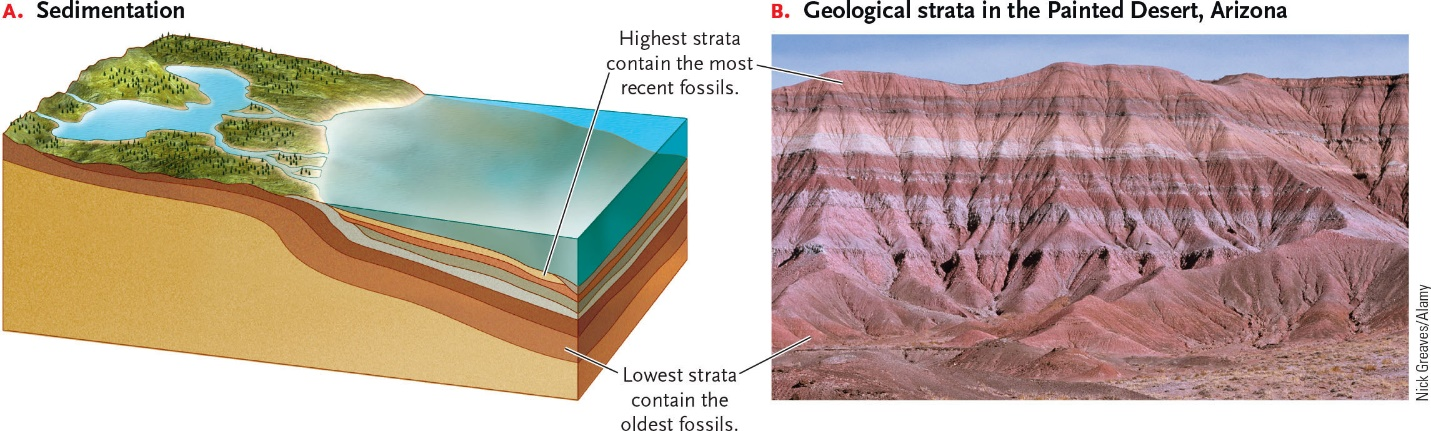 A. Sedimentation
B. Geological strata in the Painted Desert, Arizona
Highest strata
contain the most
recent fossils.
Lowest strata
contain the
oldest fossils.
Nick Greaves/Alamy